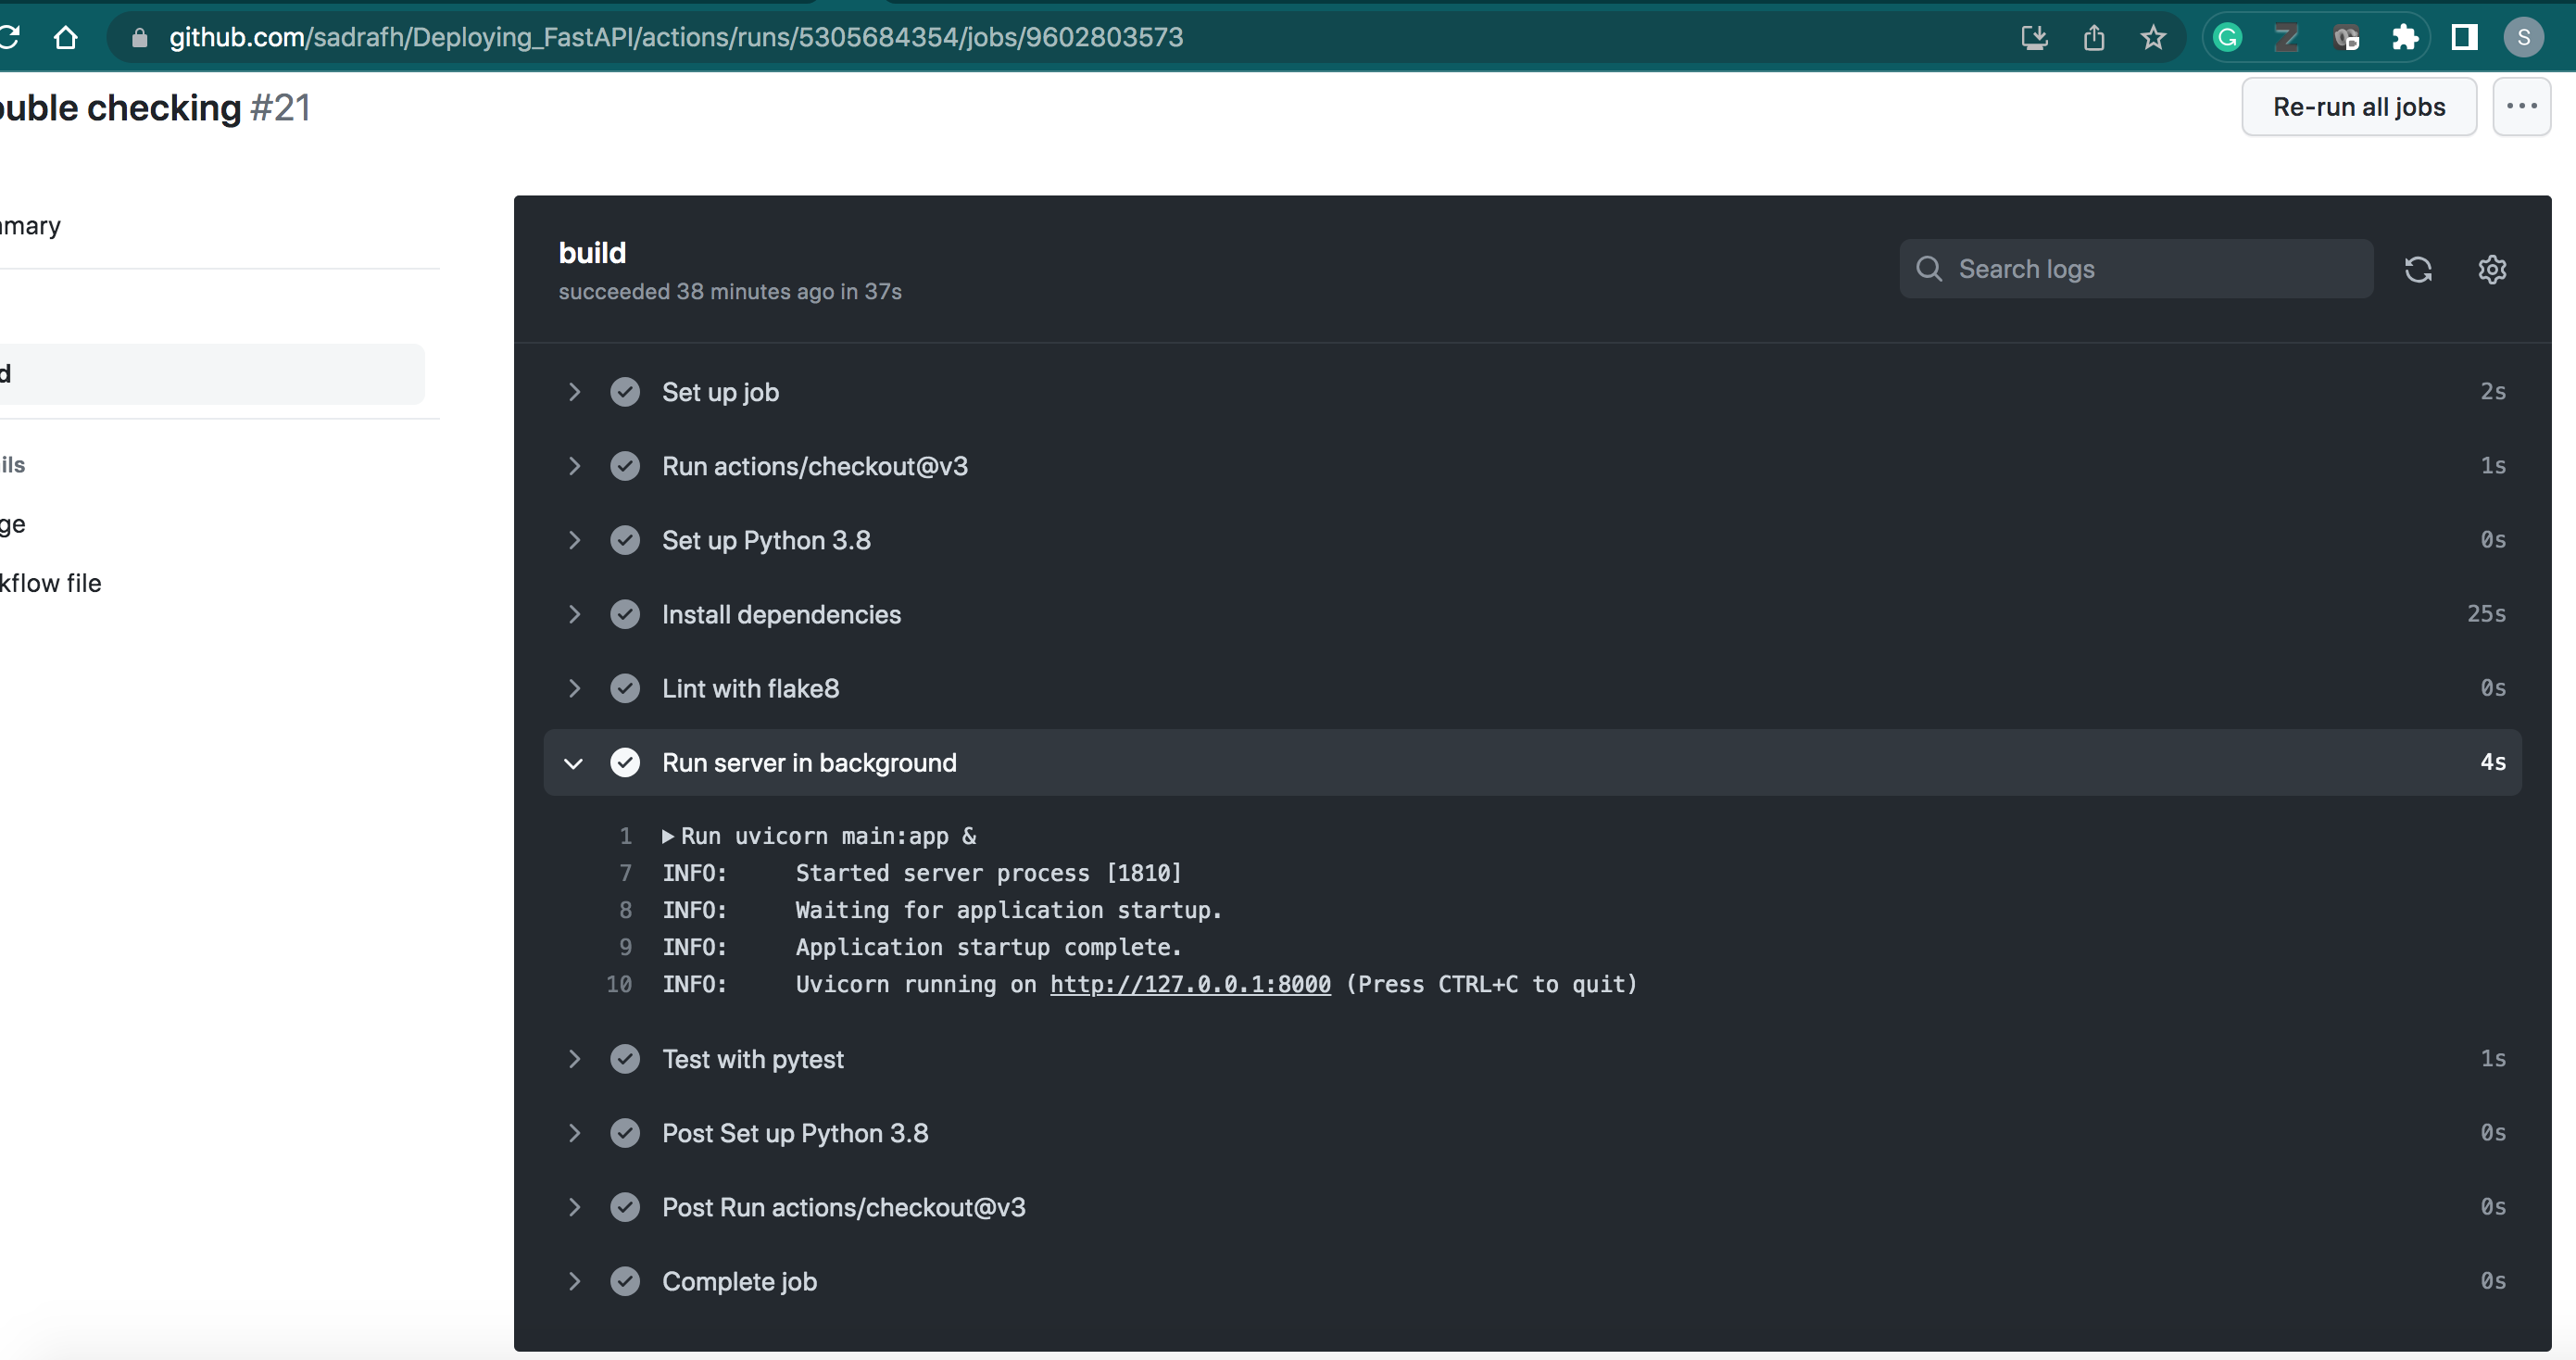 github.com/sadrafh/Deploying_FastAPI/actions/runs/5305684354/jobs/9602803573
S
ouble checking #21
Re-run all jobs
mary
build
succeeded 38 minutes ago in 37s
Search logs
d
ils
ge
kflow file
Set up job 2s
Run actions/checkout@v3 1s
Set up Python 3.8 0s
Install dependencies 25s
Lint with flake8 0s
Run server in background 4s
1 Run uvicorn main:app &
7 INFO: Started server process [1810]
8 INFO: Waiting for application startup.
9 INFO: Application startup complete.
10 INFO: Uvicorn running on http://127.0.0.1:8000 (Press CTRL+C to quit)
Test with pytest 1s
Post Set up Python 3.8 0s
Post Run actions/checkout@v3 0s
Complete job 0s